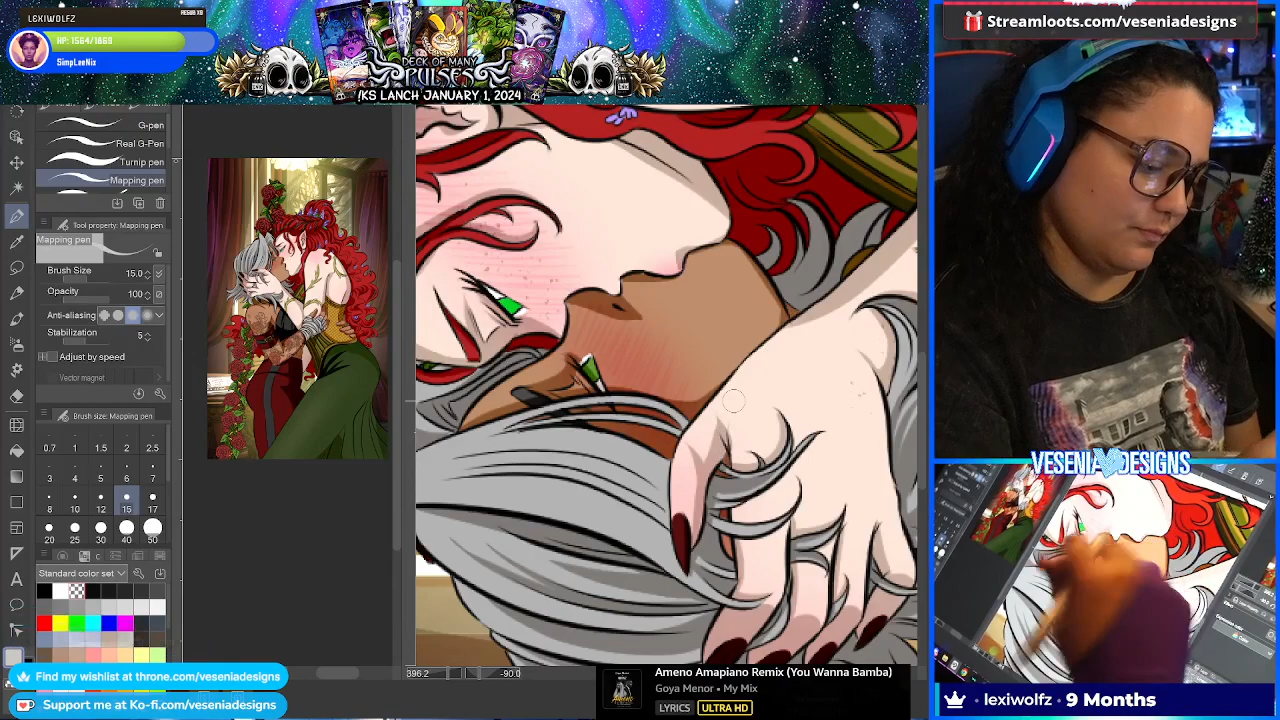 LEXIWOLFZ
HP: 1564/1869
SimpLeeNix
DECK OF MANY
PULSES
!KS LANCH JANUARY 1, 2024
Streamloots.com/veseniadesigns
G-pen
Real G-Pen
Turnip pen
Mapping pen
Tool property: Mapping pen
Mapping pen
Brush Size 15.0
Opacity 100
Anti-aliasing
Stabilization 5
Adjust by speed
Vector magnet
Brush size: Mapping pen
0.7 1 1.5 2 2.5
3 4 5 6 7
8 10 12 15 17
20 25 30 40 50
Standard color set
396.2 -90.0
Find my wishlist at throne.com/veseniadesigns
Support me at Ko-fi.com/veseniadesigns
Ameno Amapiano Remix (You Wanna Bamba)
Goya Menor • My Mix
LYRICS ULTRA HD
VESENIA DESIGNS
lexiwolfz 9 Months